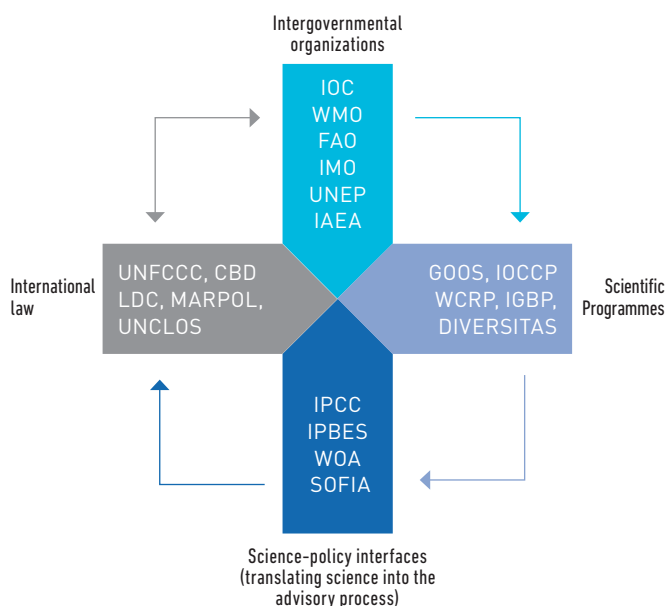 Intergovernmental
organizations
IOC
WMO
FAO
IMO
UNEP
IAEA
International
law
UNFCCC, CBD
LDC, MARPOL,
UNCLOS
GOOS, IOCCP
WCRP, IGBP,
DIVERSITAS
Scientific
Programmes
IPCC
IPBES
WOA
SOFIA
Science-policy interfaces
(translating science into the
advisory process)